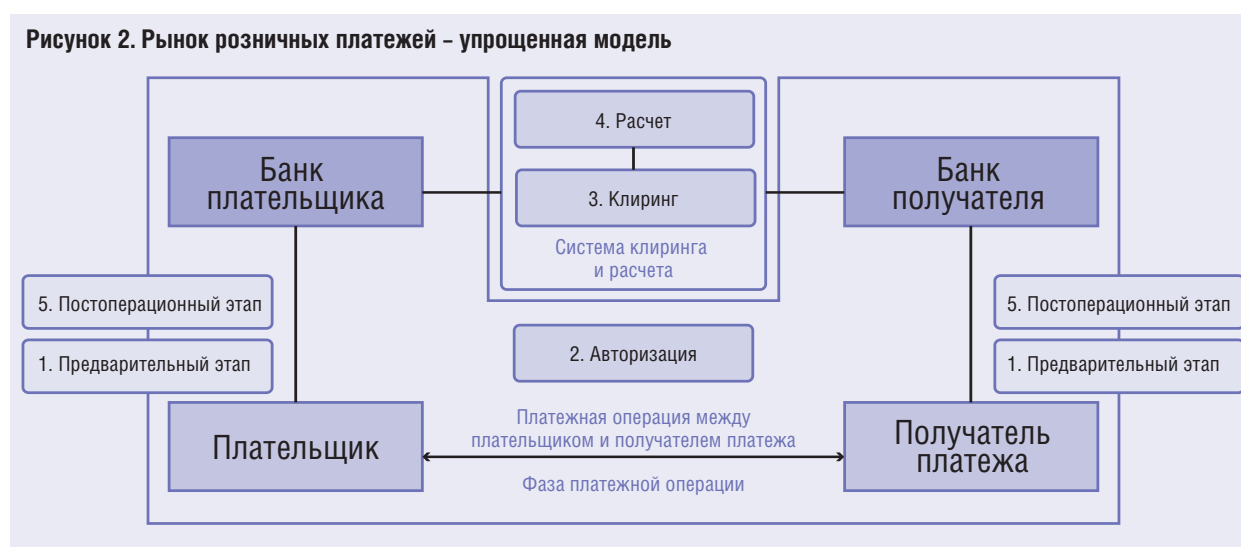 Рисунок 2. Рынок розничных платежей – упрощенная модель
4. Расчет
Банк
плательщика
3. Клиринг
Банк
получателя
Система клиринга
и расчета
5. Постоперационный этап
5. Постоперационный этап
1. Предварительный этап
2. Авторизация
1. Предварительный этап
Плательщик
Платежная операция между
плательщиком и получателем платежа
Получатель
платежа
Фаза платежной операции